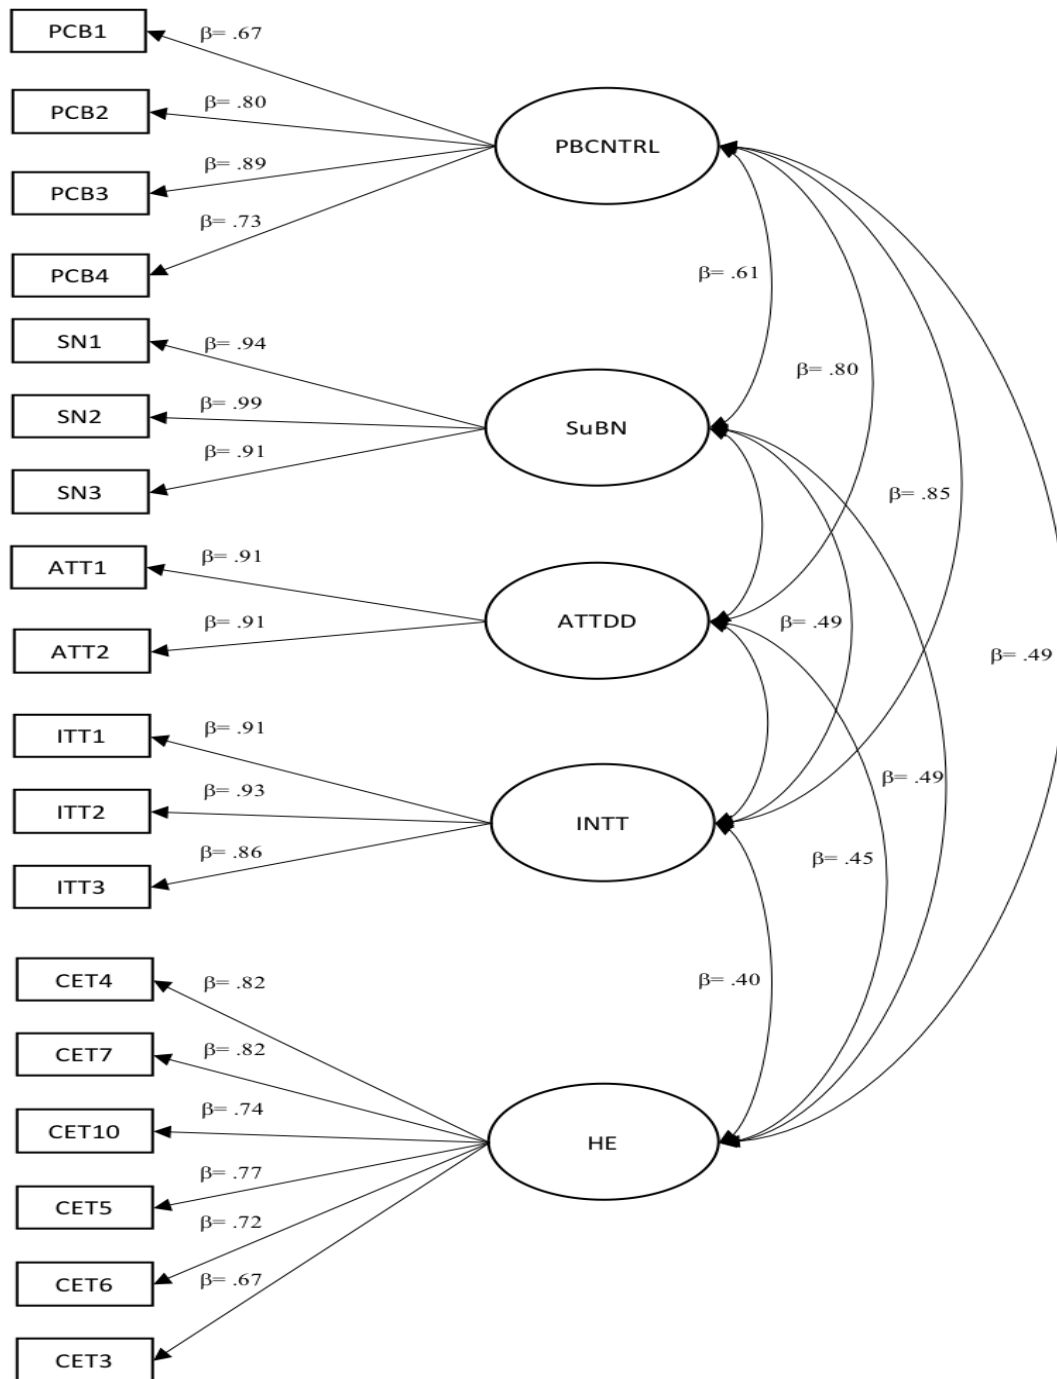 PCB1
β= .67
PCB2
β= .80
PBCNTRL
PCB3
β= .89
PCB4
β= .73
β= .61
SN1
β= .94
β= .80
SN2
β= .99
SuBN
SN3
β= .91
β= .85
ATT1
β= .91
ATT2
β= .91
ATTDD
β= .49
β= .49
ITT1
β= .91
ITT2
β= .93
INTT
β= .49
ITT3
β= .86
β= .45
CET4
β= .82
β= .40
CET7
β= .82
CET10
β= .74
HE
CET5
β= .77
CET6
β= .72
CET3
β= .67